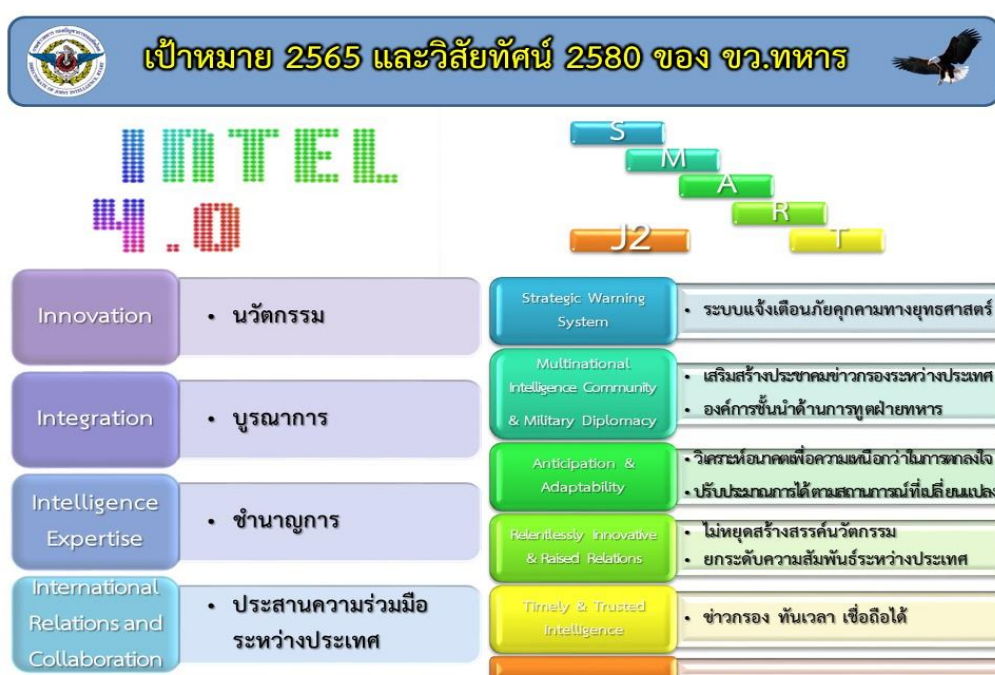 เป้าหมาย 2565 และวิสัยทัศน์ 2580 ของ ขว.ทหาร
INTEL
4.0
Innovation
• นวัตกรรม
Integration
• บูรณาการ
Intelligence
Expertise
• ชำนาญการ
International
Relations and
Collaboration
• ประสานความร่วมมือ
ระหว่างประเทศ
S
M
A
R
T
J2
Strategic Warning
System
• ระบบแจ้งเตือนภัยคุกคามทางยุทธศาสตร์
Multinational
Intelligence Community
& Military Diplomacy
• เสริมสร้างประชาคมข่าวกรองระหว่างประเทศ
• องค์การชั้นนำด้านการทูตฝ่ายทหาร
Anticipation &
Adaptability
• วิเคราะห์อนาคตเพื่อความเหนือกว่าในการตกลงใจ
• ปรับประมาณการได้ตามสถานการณ์ที่เปลี่ยนแปลง
Relentlessly Innovative
& Raised Relations
• ไม่หยุดสร้างสรรค์นวัตกรรม
• ยกระดับความสัมพันธ์ระหว่างประเทศ
Timely & Trusted
Intelligence
• ข่าวกรอง ทันเวลา เชื่อถือได้